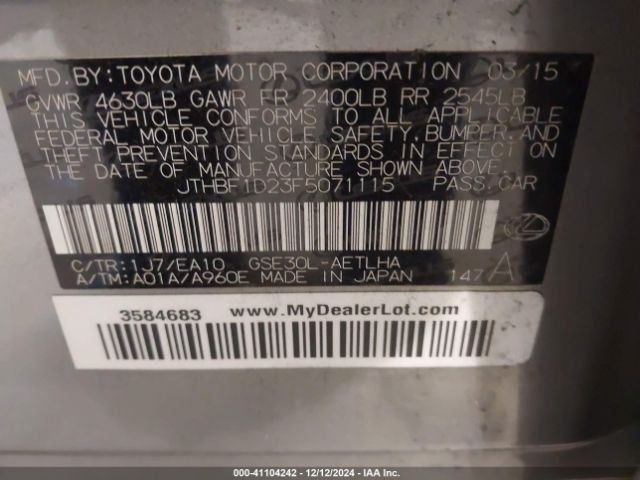 MFD. BY: TOYOTA MOTOR CORPORATION 03/15
GVWR 4630LB GAWR FR 2400LB RR 2545LB
THIS VEHICLE CONFORMS TO ALL APPLICABLE
FEDERAL MOTOR VEHICLE SAFETY, BUMPER, AND
THEFT PREVENTION STANDARDS IN EFFECT ON
THE DATE OF MANUFACTURE SHOWN ABOVE.
JTHBF1D23F5071115 PASS. CAR
C/TR: 1J7/EA10 GSE30L-AETLHA
A/TM: A01A/A960E MADE IN JAPAN 147 A
3584683 www.MyDealerLot.com
000-41104242 - 12/12/2024 - IAA Inc.